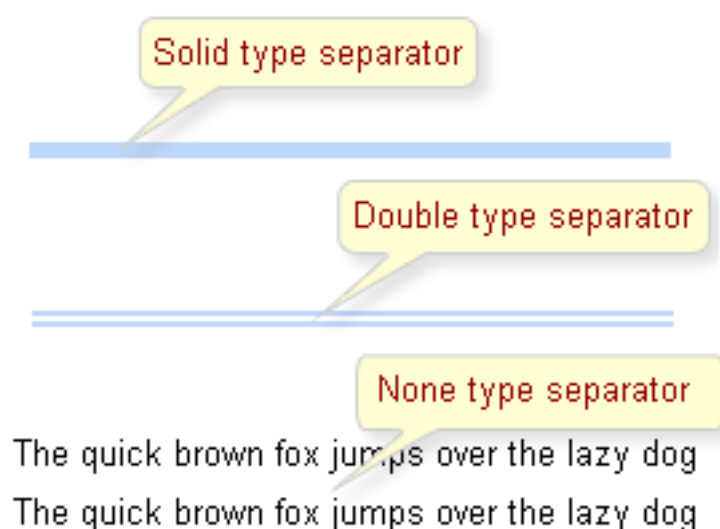 Solid type separator
Double type separator
None type separator
The quick brown fox jumps over the lazy dog
The quick brown fox jumps over the lazy dog